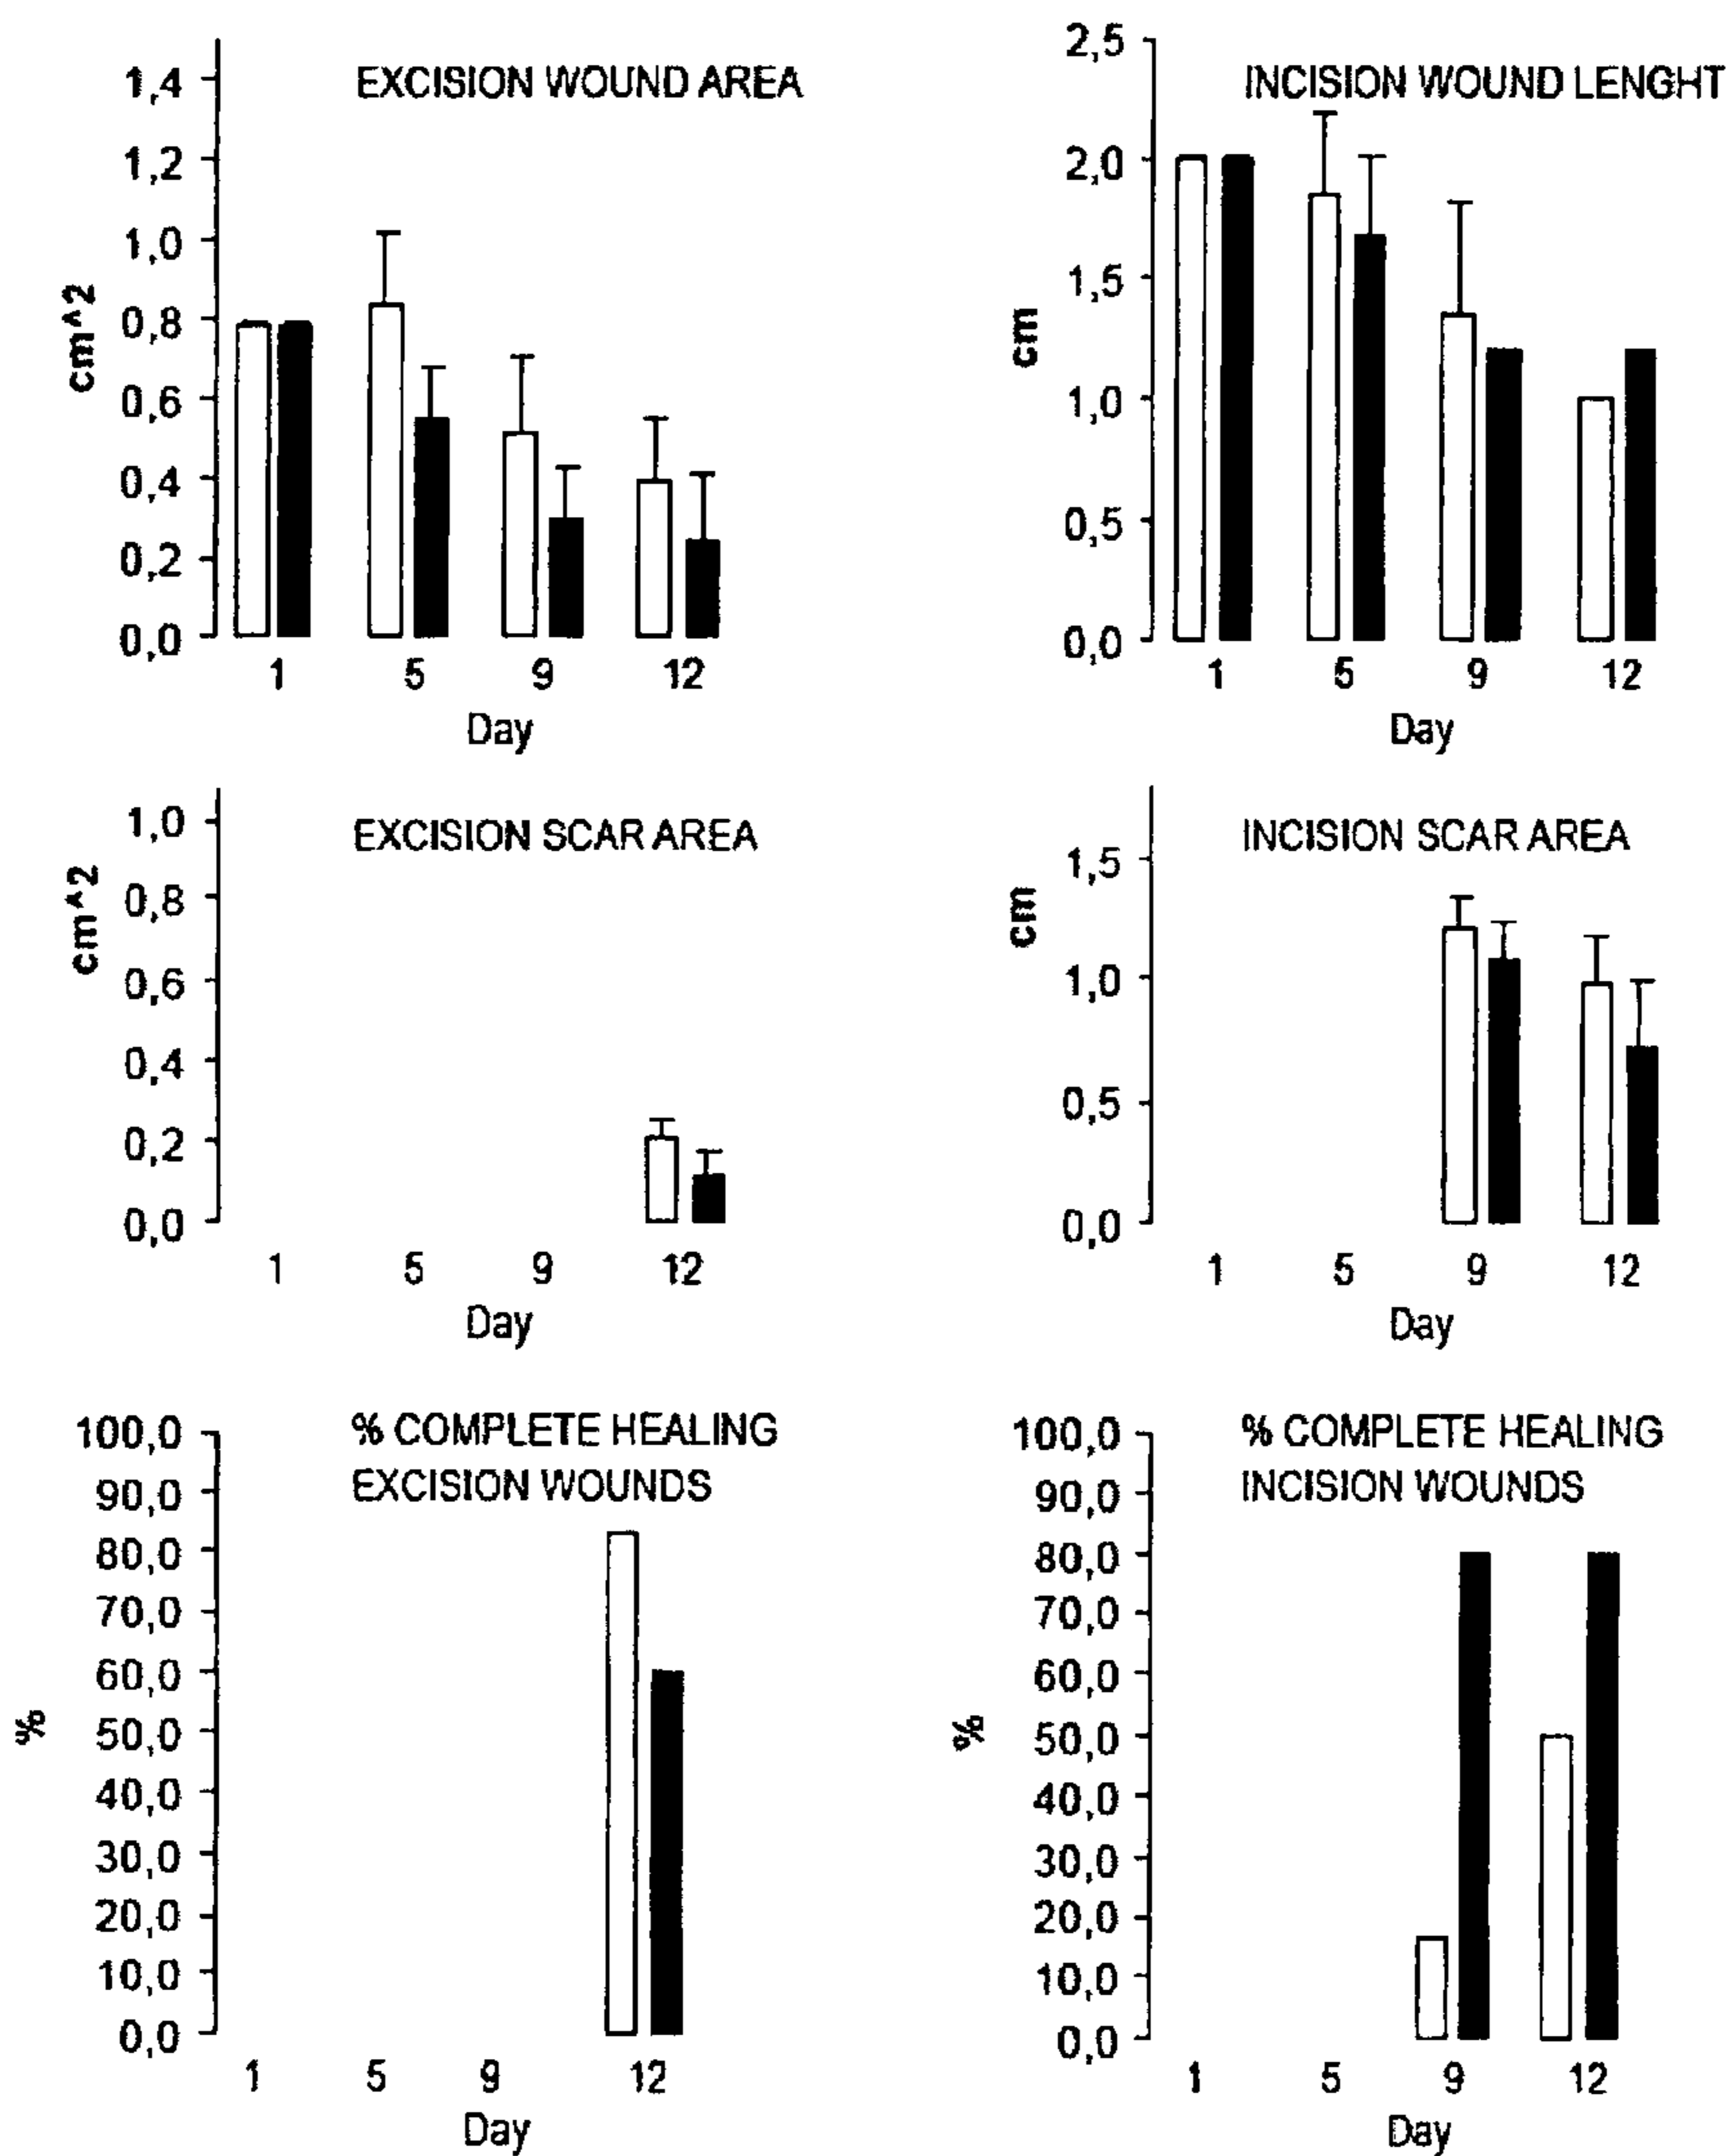 EXCISION WOUND AREA
cm^2
1,4
1,2
1,0
0,8
0,6
0,4
0,2
0,0
1 5 9 12
Day
INCISION WOUND LENGHT
cm
2,5
2,0
1,5
1,0
0,5
0,0
1 5 9 12
Day
EXCISION SCAR AREA
cm^2
1,0
0,8
0,6
0,4
0,2
0,0
1 5 9 12
Day
INCISION SCAR AREA
cm
1,5
1,0
0,5
0,0
1 5 9 12
Day
% COMPLETE HEALING
EXCISION WOUNDS
%
100,0
90,0
80,0
70,0
60,0
50,0
40,0
30,0
20,0
10,0
0,0
1 5 9 12
Day
% COMPLETE HEALING
INCISION WOUNDS
%
100,0
90,0
80,0
70,0
60,0
50,0
40,0
30,0
20,0
10,0
0,0
1 5 9 12
Day